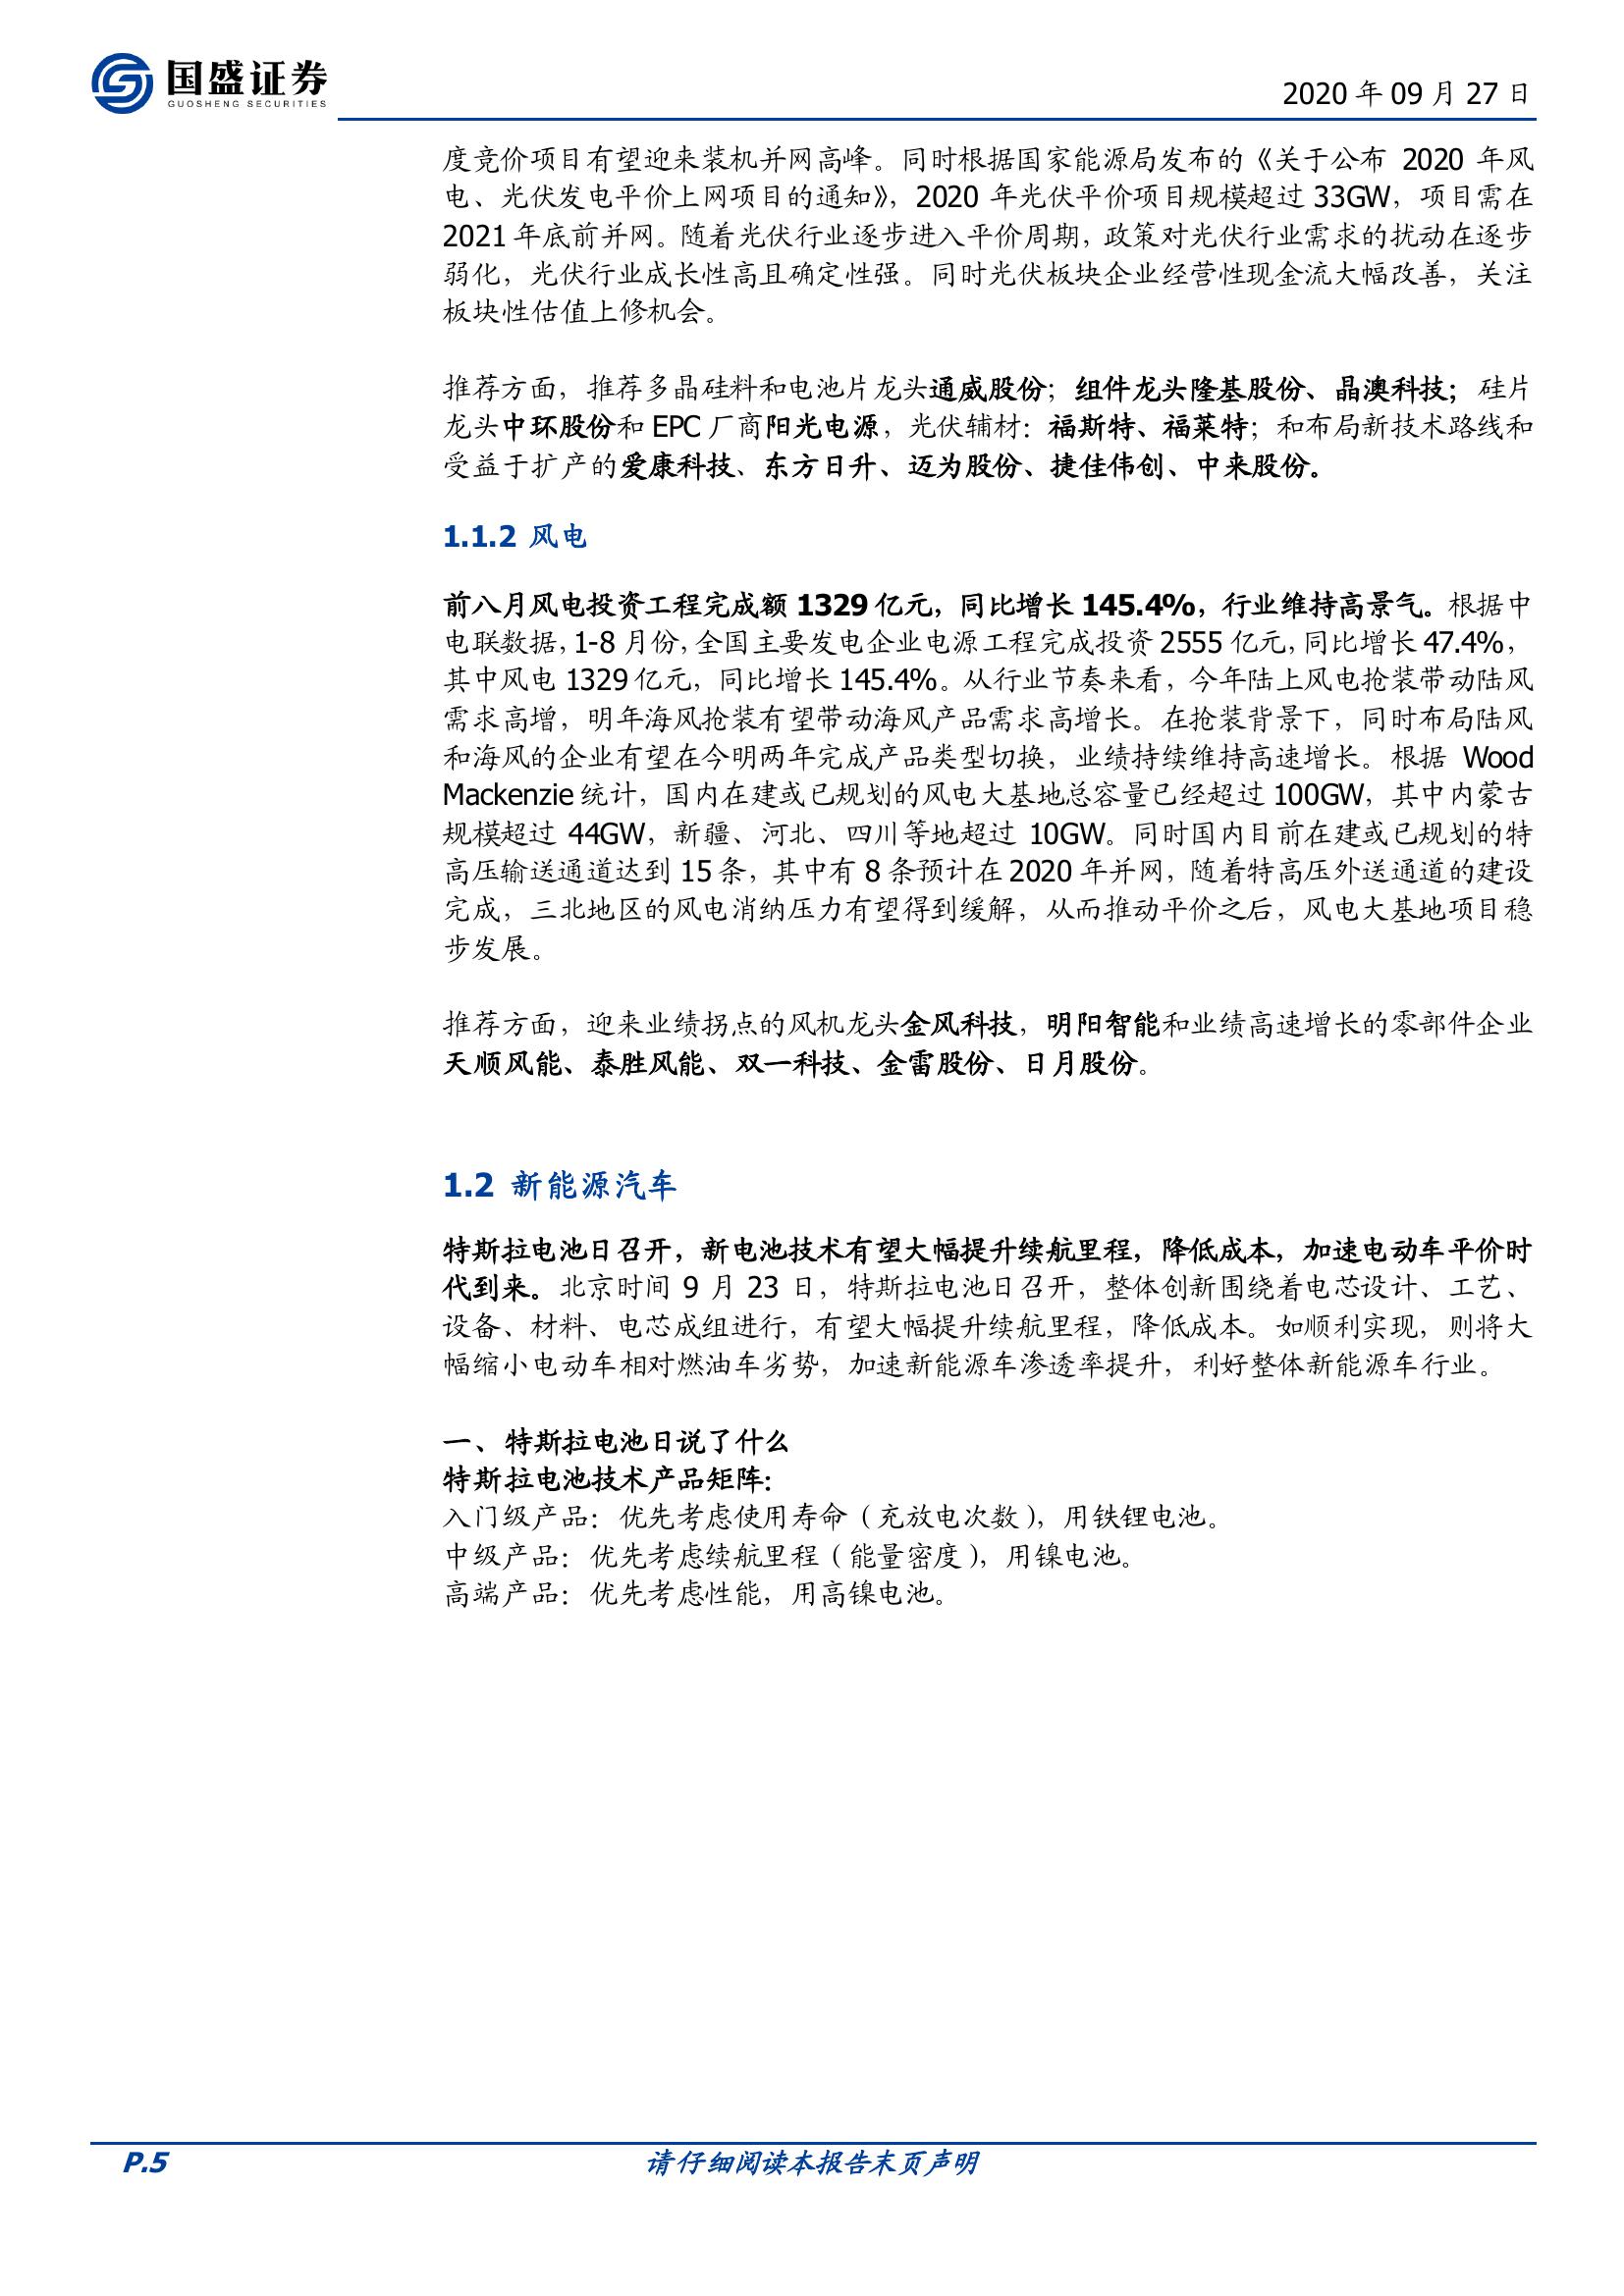 国盛证券
GUOSHENG SECURITIES
2020 年 09 月 27 日
度竞价项目有望迎来装机并网高峰。同时根据国家能源局发布的《关于公布 2020 年风
电、光伏发电平价上网项目的通知》，2020 年光伏平价项目规模超过 33GW，项目需在
2021 年底前并网。随着光伏行业逐步进入平价周期，政策对光伏行业需求的扰动在逐步
弱化，光伏行业成长性高且确定性强。同时光伏板块企业经营性现金流大幅改善，关注
板块性估值上修机会。
推荐方面，推荐多晶硅料和电池片龙头通威股份；组件龙头隆基股份、晶澳科技；硅片
龙头中环股份和 EPC 厂商阳光电源，光伏辅材：福斯特、福莱特；和布局新技术路线和
受益于扩产的爱康科技、东方日升、迈为股份、捷佳伟创、中来股份。
1.1.2 风电
前八月风电投资工程完成额 1329 亿元，同比增长 145.4%，行业维持高景气。根据中
电联数据，1-8 月份，全国主要发电企业电源工程完成投资 2555 亿元，同比增长 47.4%，
其中风电 1329 亿元，同比增长 145.4%。从行业节奏来看，今年陆上风电抢装带动陆风
需求高增，明年海风抢装有望带动海风产品需求高增长。在抢装背景下，同时布局陆风
和海风的企业有望在今明两年完成产品类型切换，业绩持续维持高速增长。根据 Wood
Mackenzie 统计，国内在建或已规划的风电大基地总容量已经超过 100GW，其中内蒙古
规模超过 44GW，新疆、河北、四川等地超过 10GW。同时国内目前在建或已规划的特
高压输送通道达到 15 条，其中有 8 条预计在 2020 年并网，随着特高压外送通道的建设
完成，三北地区的风电消纳压力有望得到缓解，从而推动平价之后，风电大基地项目稳
步发展。
推荐方面，迎来业绩拐点的风机龙头金风科技，明阳智能和业绩高速增长的零部件企业
天顺风能、泰胜风能、双一科技、金雷股份、日月股份。
1.2 新能源汽车
特斯拉电池日召开，新电池技术有望大幅提升续航里程，降低成本，加速电动车平价时
代到来。北京时间 9 月 23 日，特斯拉电池日召开，整体创新围绕着电芯设计、工艺、
设备、材料、电芯成组进行，有望大幅提升续航里程，降低成本。如顺利实现，则将大
幅缩小电动车相对燃油车劣势，加速新能源车渗透率提升，利好整体新能源车行业。
一、特斯拉电池日说了什么
特斯拉电池技术产品矩阵：
入门级产品：优先考虑使用寿命（充放电次数），用铁锂电池。
中级产品：优先考虑续航里程（能量密度），用镍电池。
高端产品：优先考虑性能，用高镍电池。
P.5
请仔细阅读本报告末页声明